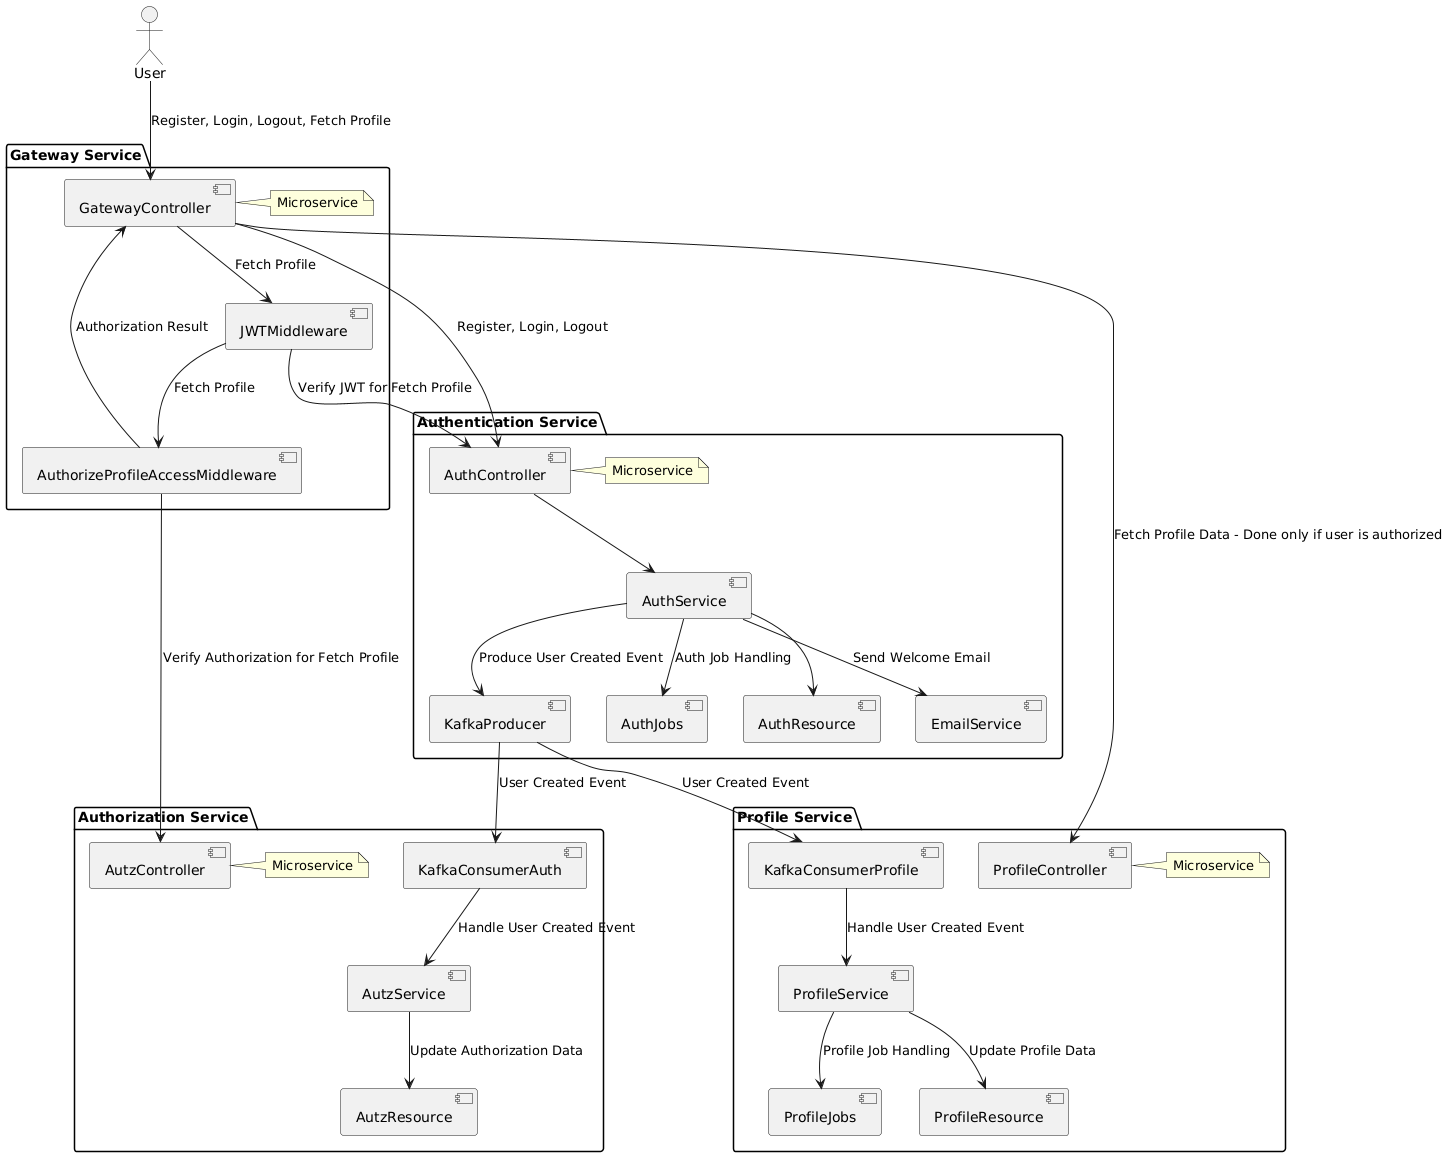 User
Register, Login, Logout, Fetch Profile
Gateway Service
GatewayController
Microservice
Fetch Profile
JWTMiddleware
Authorization Result
Register, Login, Logout
Fetch Profile
Verify JWT for Fetch Profile
AuthorizeProfileAccessMiddleware
Authentication Service
AuthController
Microservice
Fetch Profile Data - Done only if user is authorized
AuthService
Verify Authorization for Fetch Profile
Produce User Created Event
Auth Job Handling
Send Welcome Email
KafkaProducer
AuthJobs
AuthResource
EmailService
User Created Event
User Created Event
Authorization Service
AutzController
Microservice
KafkaConsumerAuth
Handle User Created Event
AutzService
Update Authorization Data
AutzResource
Profile Service
KafkaConsumerProfile
ProfileController
Microservice
Handle User Created Event
ProfileService
Profile Job Handling
Update Profile Data
ProfileJobs
ProfileResource